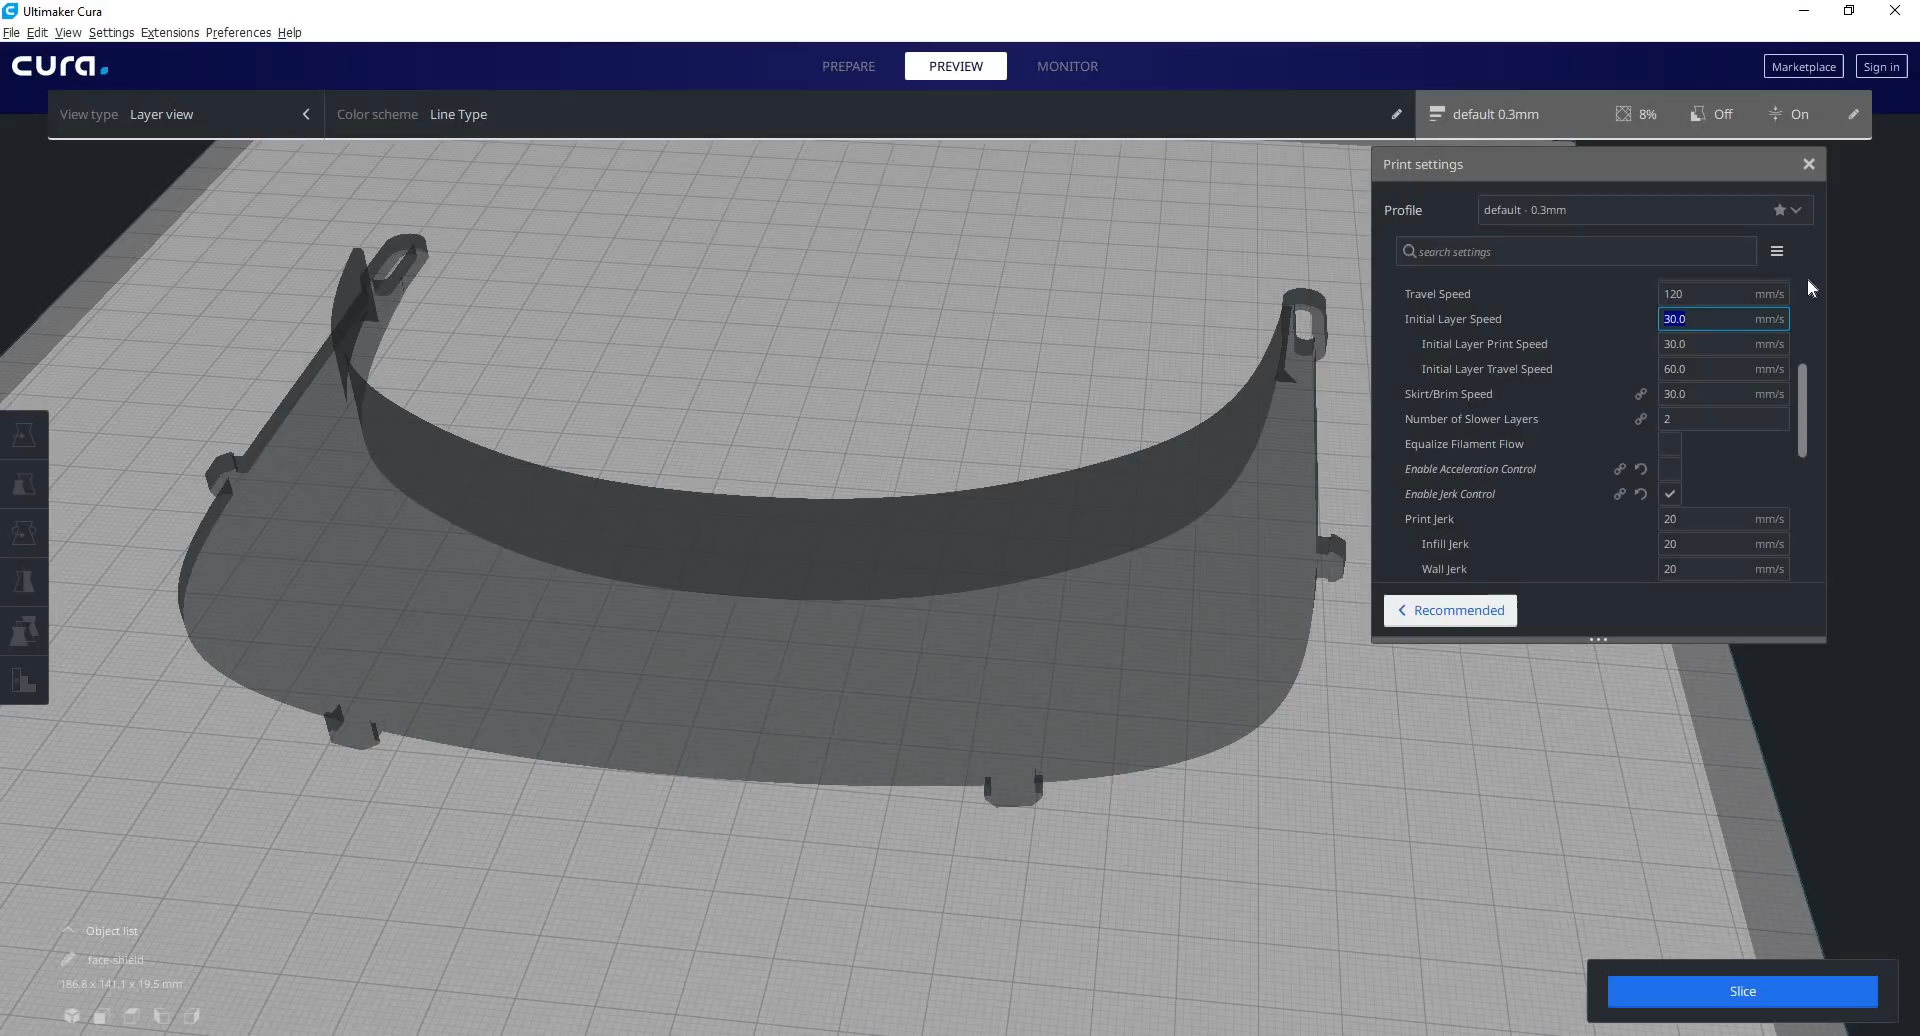 Ultimaker Cura
File Edit View Settings Extensions Preferences Help
cura.
PREPARE PREVIEW MONITOR
Marketplace Sign in
View type Layer view Color scheme Line Type default 0.3mm 8% Off On
Print settings
Profile default - 0.3mm
search settings
Travel Speed 120 mm/s
Initial Layer Speed 30.0 mm/s
Initial Layer Print Speed 30.0 mm/s
Initial Layer Travel Speed 60.0 mm/s
Skirt/Brim Speed 30.0 mm/s
Number of Slower Layers 2
Equalize Filament Flow
Enable Acceleration Control
Enable Jerk Control
Print Jerk 20 mm/s
Infill Jerk 20 mm/s
Wall Jerk 20 mm/s
Recommended
Object list
face-shield
186.8 x 141.1 x 19.5 mm
Slice